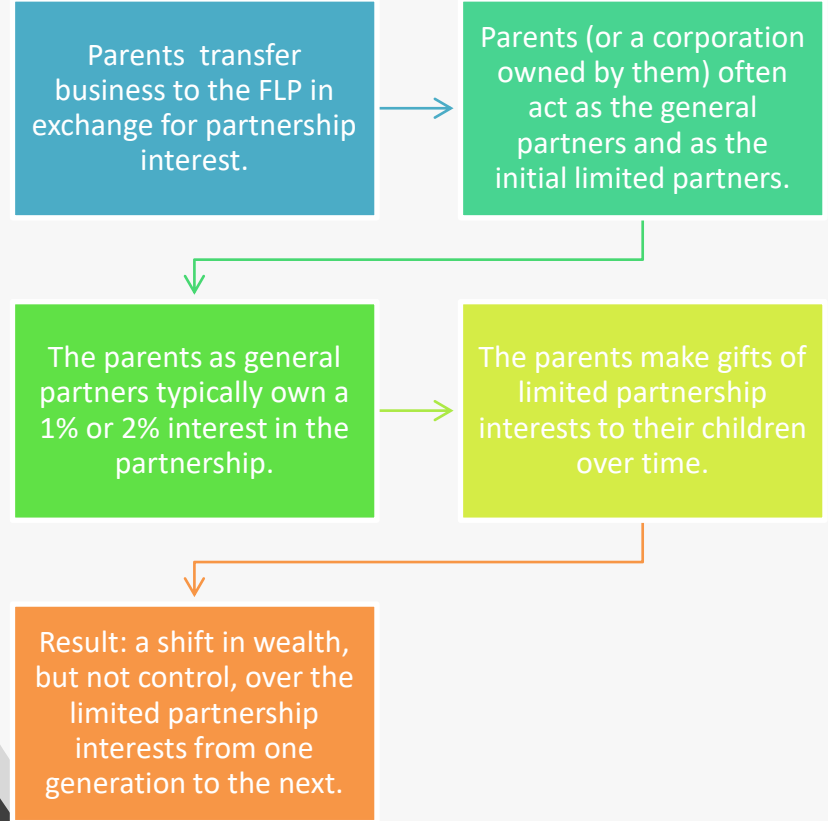 Parents  transfer
business to the FLP in
exchange for partnership
interest.
Parents (or a corporation
owned by them) often
act as the general
partners and as the
initial limited partners.
The parents as general
partners typically own a
1% or 2% interest in the
partnership.
The parents make gifts of
limited partnership
interests to their children
over time.
Result: a shift in wealth,
but not control, over the
limited partnership
interests from one
generation to the next.